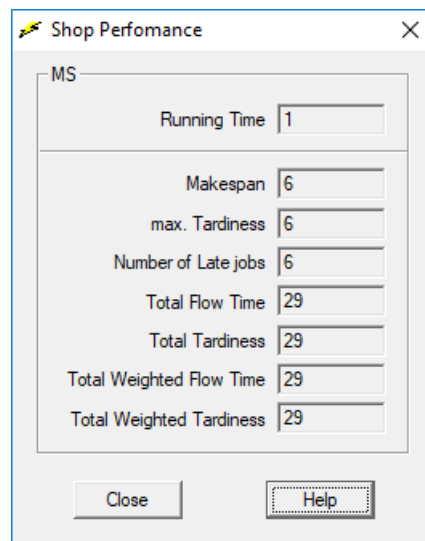 Shop Perfomance
MS
Running Time 1
Makespan 6
max. Tardiness 6
Number of Late jobs 6
Total Flow Time 29
Total Tardiness 29
Total Weighted Flow Time 29
Total Weighted Tardiness 29
Close Help